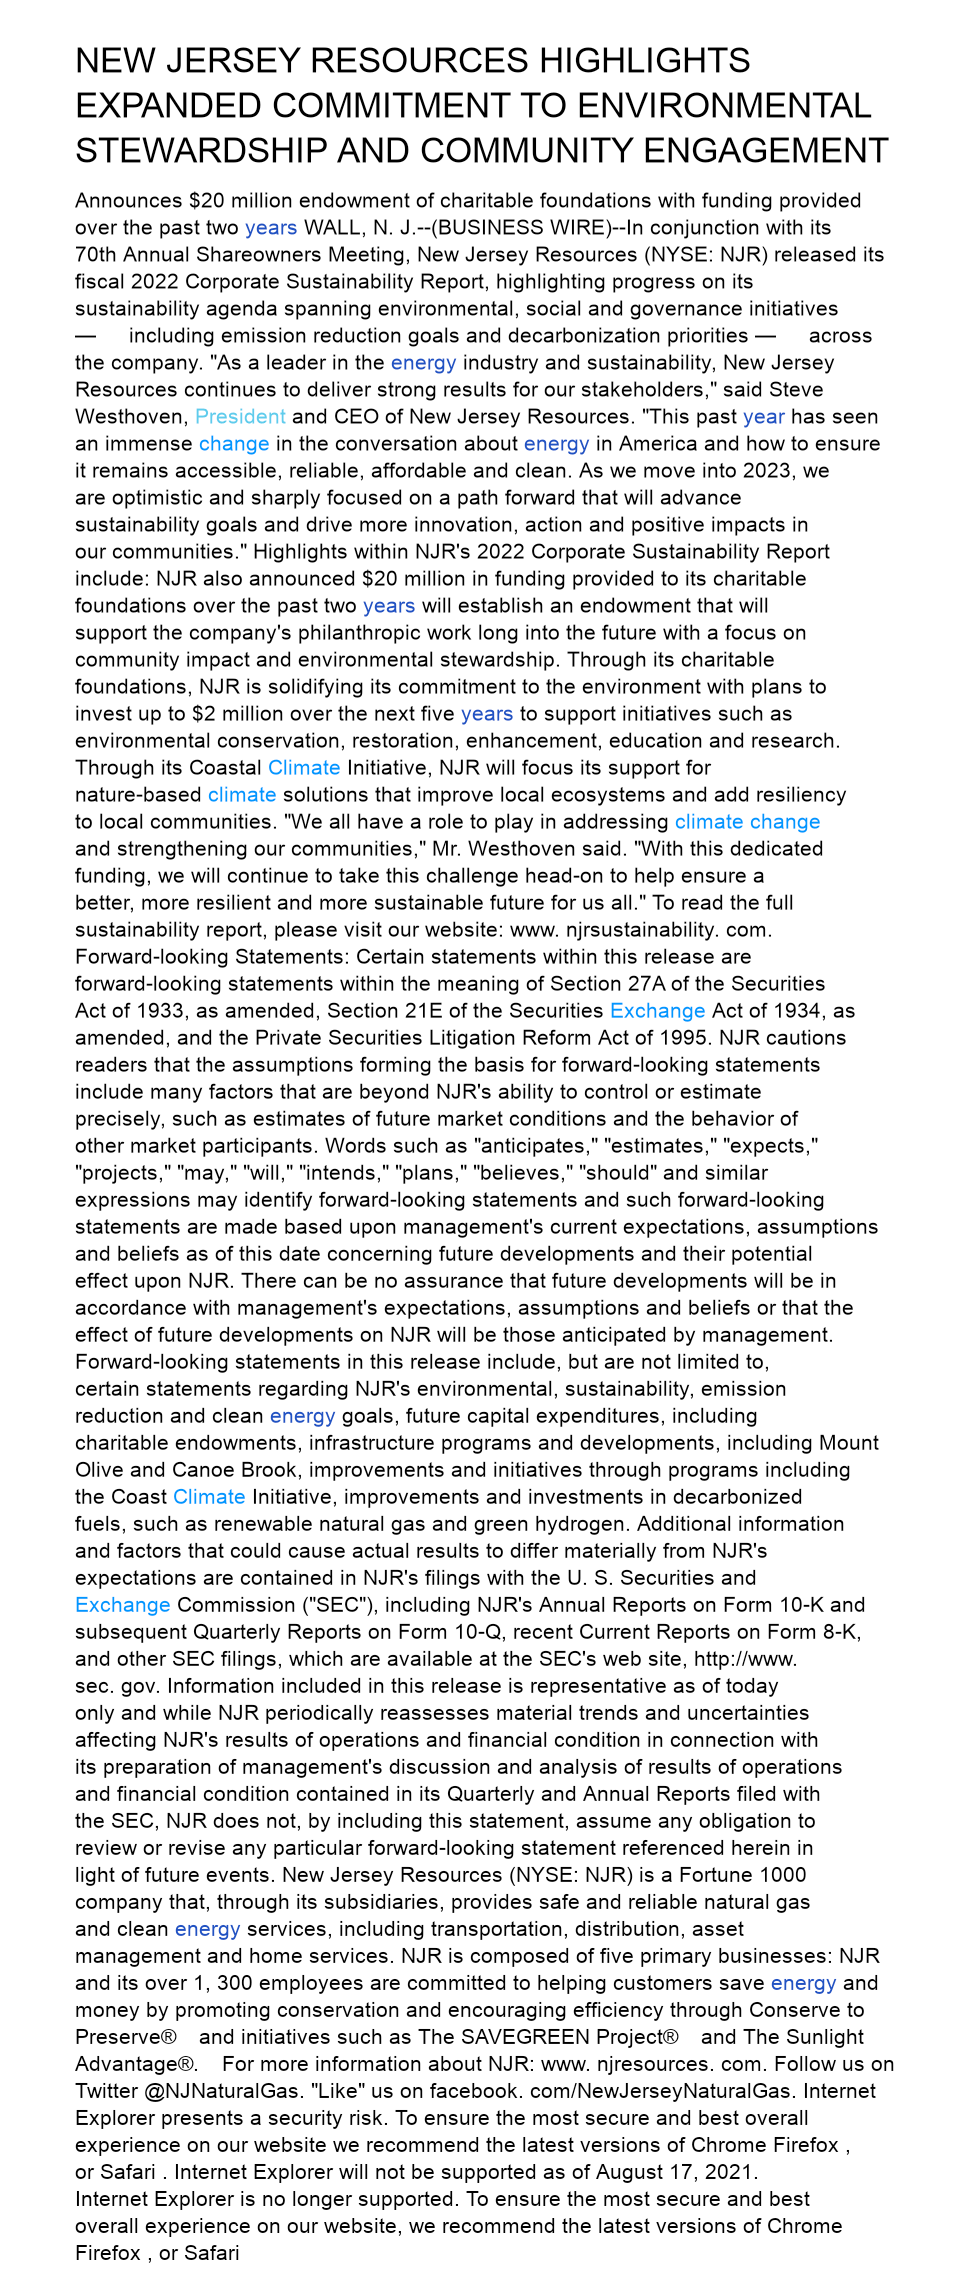 NEW JERSEY RESOURCES HIGHLIGHTS
EXPANDED COMMITMENT TO ENVIRONMENTAL
STEWARDSHIP AND COMMUNITY ENGAGEMENT
Announces $20 million endowment of charitable foundations with funding provided
over the past two years WALL, N. J.--(BUSINESS WIRE)--In conjunction with its
70th Annual Shareowners Meeting, New Jersey Resources (NYSE: NJR) released its
fiscal 2022 Corporate Sustainability Report, highlighting progress on its
sustainability agenda spanning environmental, social and governance initiatives
— including emission reduction goals and decarbonization priorities — across
the company. "As a leader in the energy industry and sustainability, New Jersey
Resources continues to deliver strong results for our stakeholders," said Steve
Westhoven, President and CEO of New Jersey Resources. "This past year has seen
an immense change in the conversation about energy in America and how to ensure
it remains accessible, reliable, affordable and clean. As we move into 2023, we
are optimistic and sharply focused on a path forward that will advance
sustainability goals and drive more innovation, action and positive impacts in
our communities." Highlights within NJR's 2022 Corporate Sustainability Report
include: NJR also announced $20 million in funding provided to its charitable
foundations over the past two years will establish an endowment that will
support the company's philanthropic work long into the future with a focus on
community impact and environmental stewardship. Through its charitable
foundations, NJR is solidifying its commitment to the environment with plans to
invest up to $2 million over the next five years to support initiatives such as
environmental conservation, restoration, enhancement, education and research.
Through its Coastal Climate Initiative, NJR will focus its support for
nature-based climate solutions that improve local ecosystems and add resiliency
to local communities. "We all have a role to play in addressing climate change
and strengthening our communities," Mr. Westhoven said. "With this dedicated
funding, we will continue to take this challenge head-on to help ensure a
better, more resilient and more sustainable future for us all." To read the full
sustainability report, please visit our website: www. njrsustainability. com.
Forward-looking Statements: Certain statements within this release are
forward-looking statements within the meaning of Section 27A of the Securities
Act of 1933, as amended, Section 21E of the Securities Exchange Act of 1934, as
amended, and the Private Securities Litigation Reform Act of 1995. NJR cautions
readers that the assumptions forming the basis for forward-looking statements
include many factors that are beyond NJR's ability to control or estimate
precisely, such as estimates of future market conditions and the behavior of
other market participants. Words such as "anticipates," "estimates," "expects,"
"projects," "may," "will," "intends," "plans," "believes," "should" and similar
expressions may identify forward-looking statements and such forward-looking
statements are made based upon management's current expectations, assumptions
and beliefs as of this date concerning future developments and their potential
effect upon NJR. There can be no assurance that future developments will be in
accordance with management's expectations, assumptions and beliefs or that the
effect of future developments on NJR will be those anticipated by management.
Forward-looking statements in this release include, but are not limited to,
certain statements regarding NJR's environmental, sustainability, emission
reduction and clean energy goals, future capital expenditures, including
charitable endowments, infrastructure programs and developments, including Mount
Olive and Canoe Brook, improvements and initiatives through programs including
the Coast Climate Initiative, improvements and investments in decarbonized
fuels, such as renewable natural gas and green hydrogen. Additional information
and factors that could cause actual results to differ materially from NJR's
expectations are contained in NJR's filings with the U. S. Securities and
Exchange Commission ("SEC"), including NJR's Annual Reports on Form 10-K and
subsequent Quarterly Reports on Form 10-Q, recent Current Reports on Form 8-K,
and other SEC filings, which are available at the SEC's web site, http://www.
sec. gov. Information included in this release is representative as of today
only and while NJR periodically reassesses material trends and uncertainties
affecting NJR's results of operations and financial condition in connection with
its preparation of management's discussion and analysis of results of operations
and financial condition contained in its Quarterly and Annual Reports filed with
the SEC, NJR does not, by including this statement, assume any obligation to
review or revise any particular forward-looking statement referenced herein in
light of future events. New Jersey Resources (NYSE: NJR) is a Fortune 1000
company that, through its subsidiaries, provides safe and reliable natural gas
and clean energy services, including transportation, distribution, asset
management and home services. NJR is composed of five primary businesses: NJR
and its over 1, 300 employees are committed to helping customers save energy and
money by promoting conservation and encouraging efficiency through Conserve to
Preserve® and initiatives such as The SAVEGREEN Project® and The Sunlight
Advantage®. For more information about NJR: www. njresources. com. Follow us on
Twitter @NJNaturalGas. "Like" us on facebook. com/NewJerseyNaturalGas. Internet
Explorer presents a security risk. To ensure the most secure and best overall
experience on our website we recommend the latest versions of Chrome Firefox ,
or Safari . Internet Explorer will not be supported as of August 17, 2021.
Internet Explorer is no longer supported. To ensure the most secure and best
overall experience on our website, we recommend the latest versions of Chrome
Firefox , or Safari